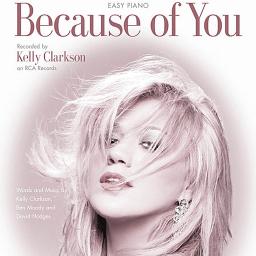 EASY PIANO
Because of You
Recorded by
Kelly Clarkson
on RCA Records
Words and Music by
Kelly Clarkson,
Ben Moody and
David Hodges